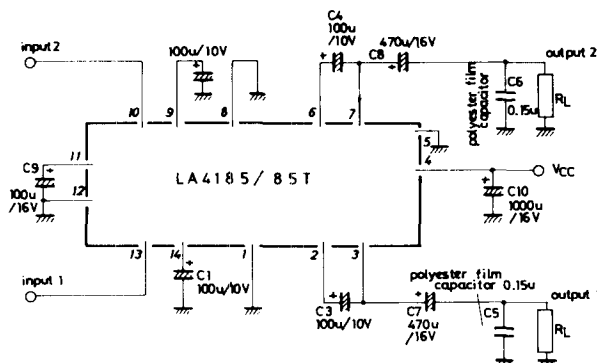 C4
100u
/10V
input2
100u/10V
470u/16V
C8
output 2
polyester film
capacitor
C6
0.15u
RL
10
9
8
6
7
5
4
11
C9
100u
/16V
12
LA4185/85T
VCC
C10
1000u
/16V
13
14
1
2
3
input 1
C1
100u/10V
C3
100u/10V
C7
470u
/16V
polyester film
capacitor 0.15u
C5
output
RL